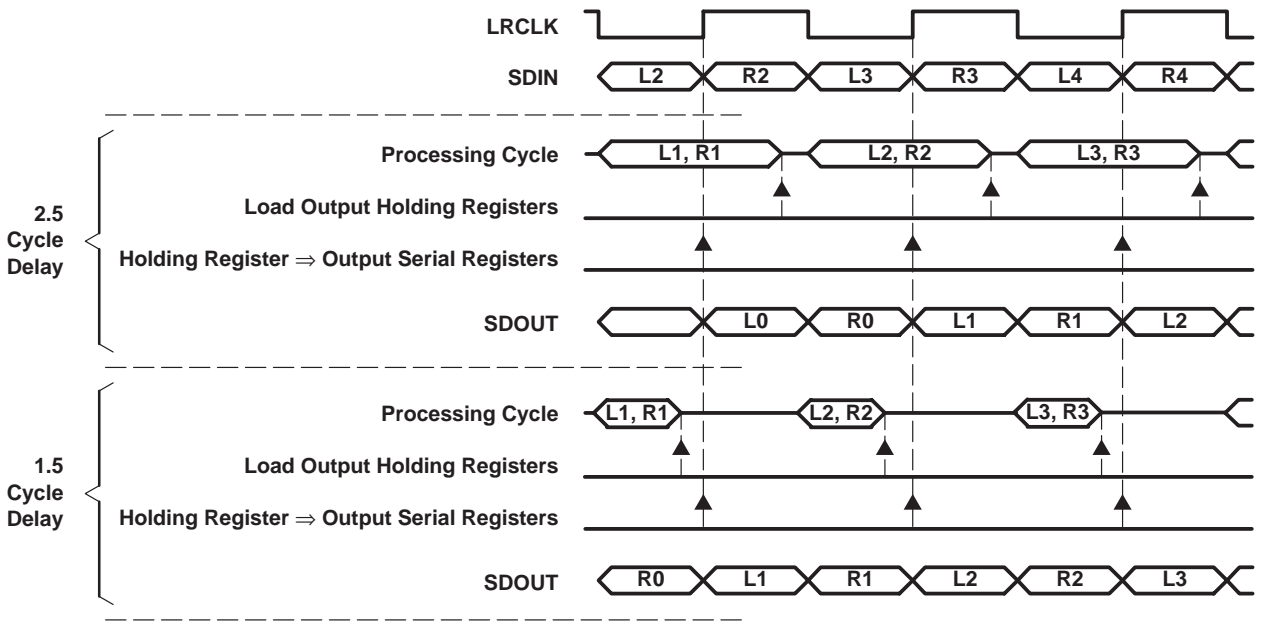 LRCLK
SDIN L2 R2 L3 R3 L4 R4
2.5
Cycle
Delay
Processing Cycle L1, R1 L2, R2 L3, R3
Load Output Holding Registers
Holding Register ⇒ Output Serial Registers
SDOUT L0 R0 L1 R1 L2
1.5
Cycle
Delay
Processing Cycle L1, R1 L2, R2 L3, R3
Load Output Holding Registers
Holding Register ⇒ Output Serial Registers
SDOUT R0 L1 R1 L2 R2 L3